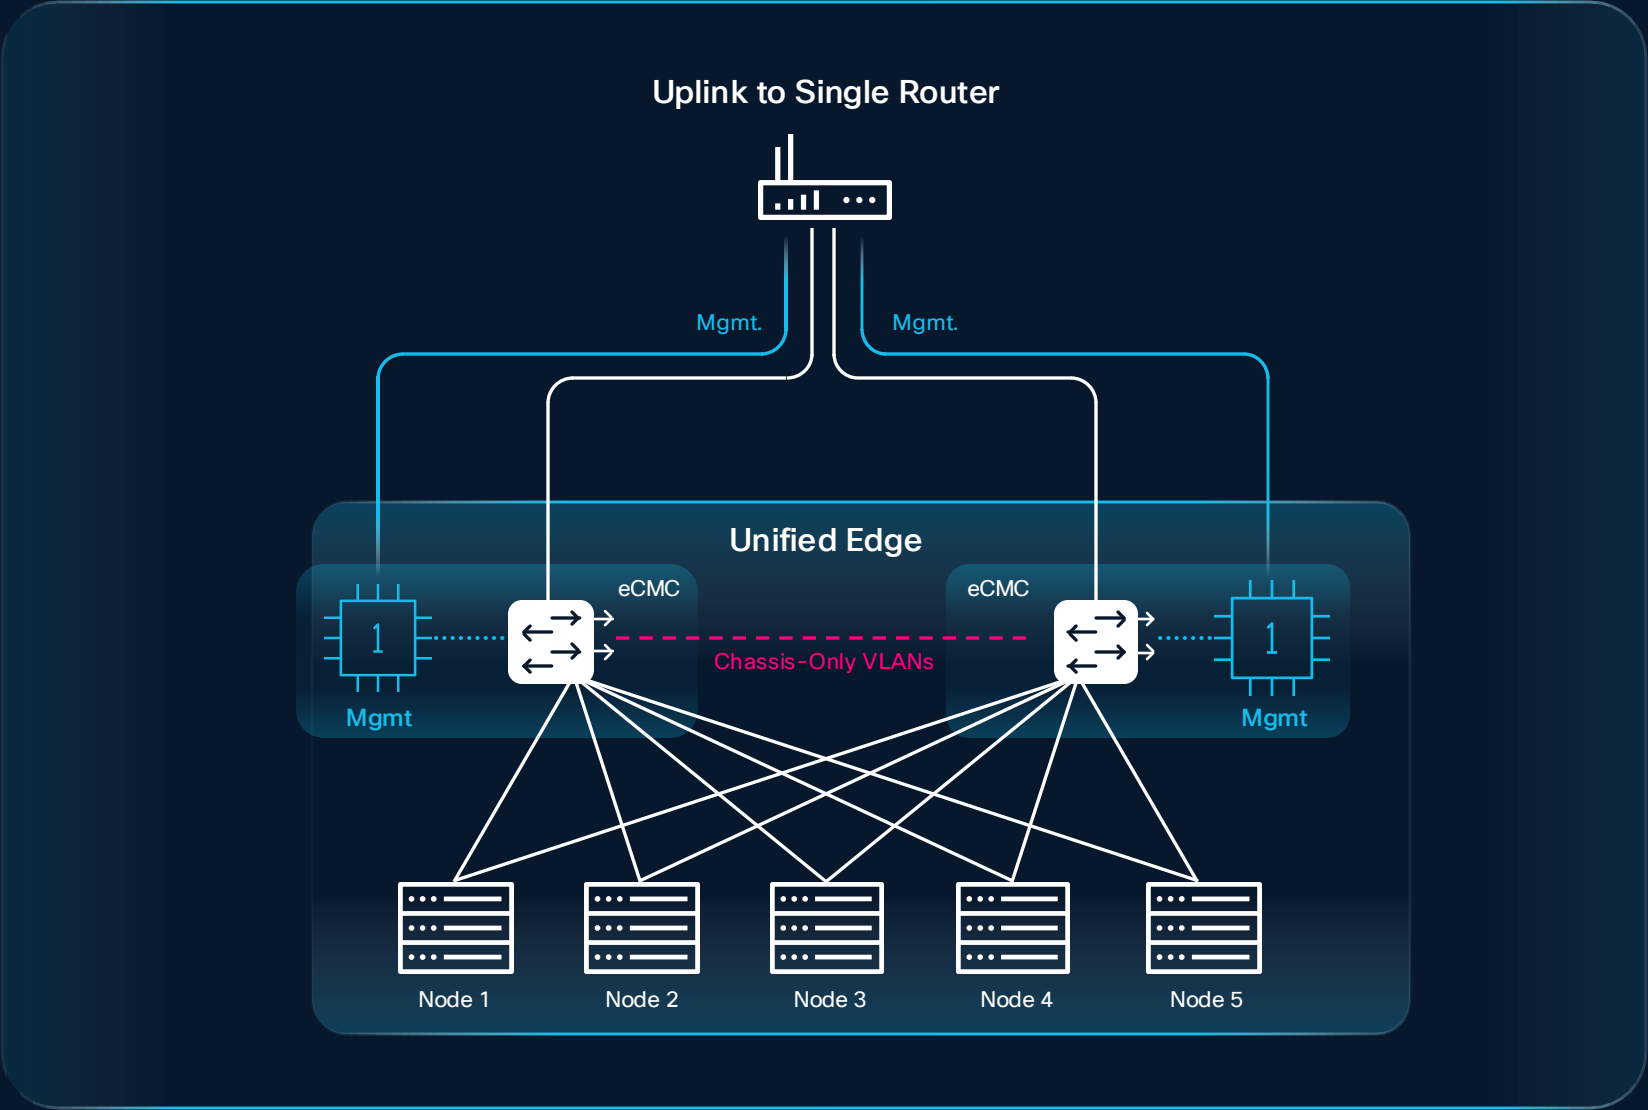 Uplink to Single Router
Mgmt.
Mgmt.
Unified Edge
eCMC
eCMC
1
1
Chassis-Only VLANs
Mgmt
Mgmt
Node 1
Node 2
Node 3
Node 4
Node 5